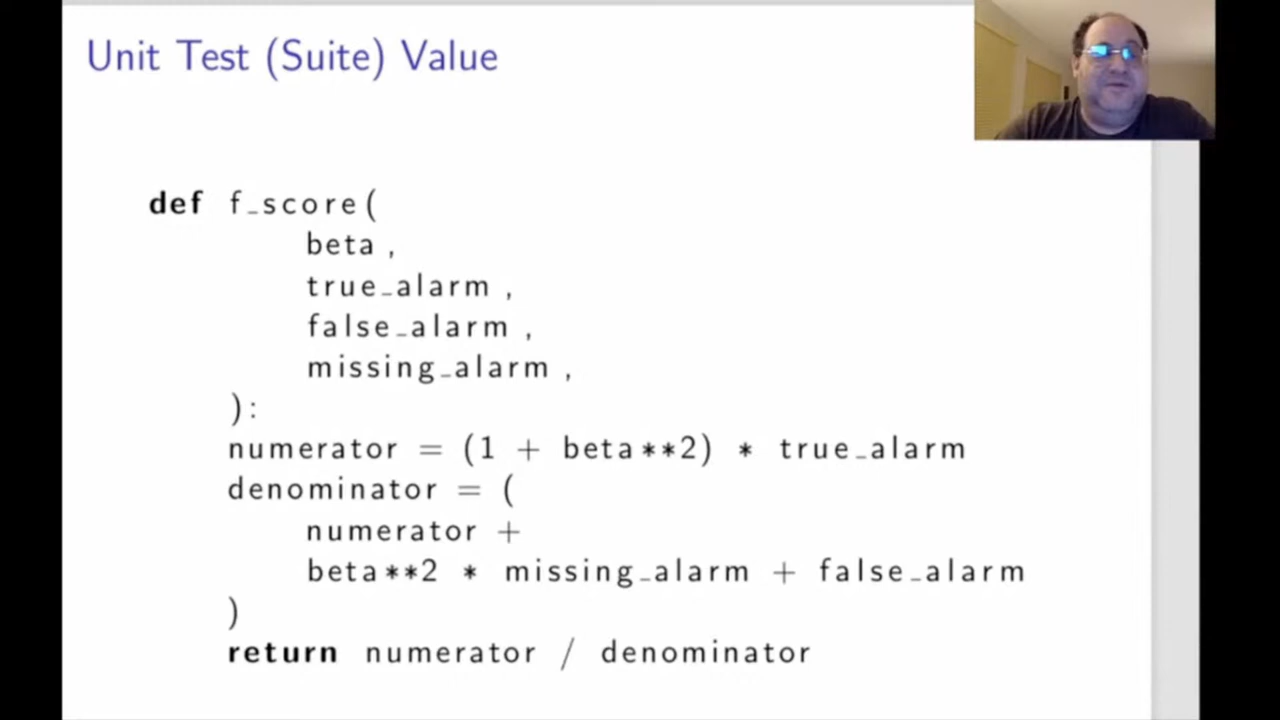 Unit Test (Suite) Value
def f_score(
beta ,
true_alarm ,
false_alarm ,
missing_alarm ,
):
numerator = (1 + beta**2) * true_alarm
denominator = (
numerator +
beta**2 * missing_alarm + false_alarm
)
return numerator / denominator